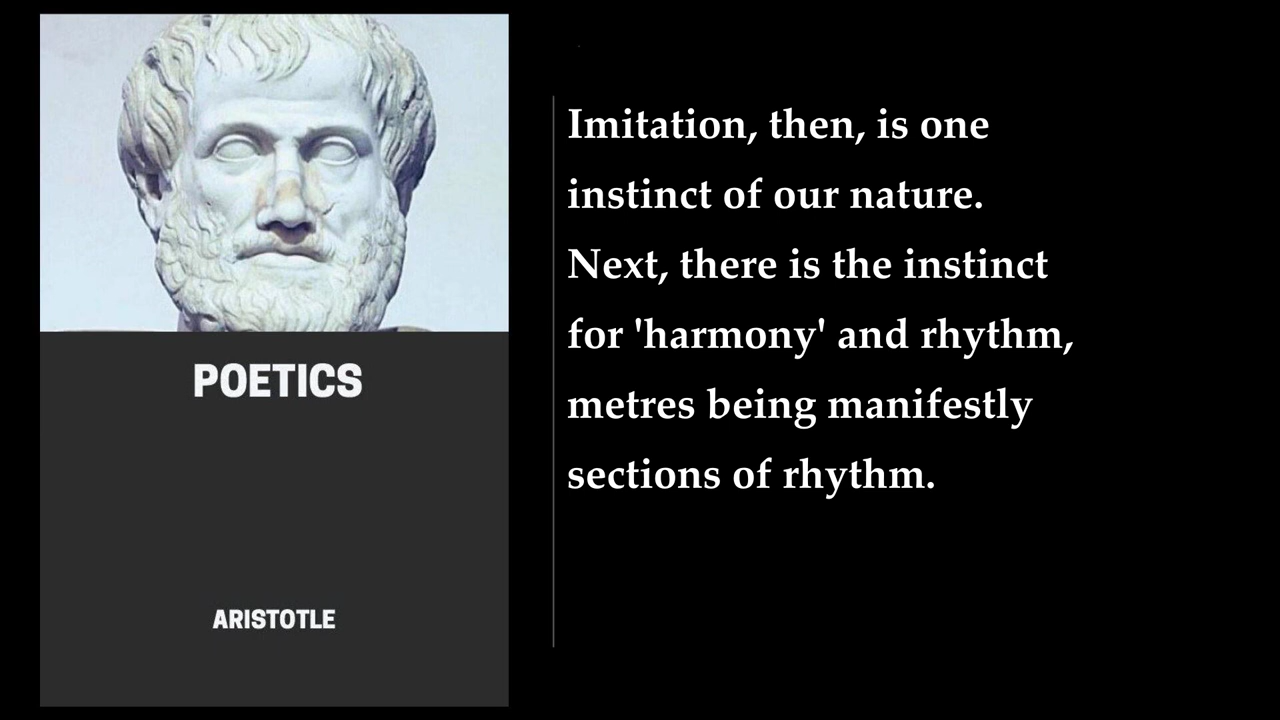 POETICS
ARISTOTLE
Imitation, then, is one
instinct of our nature.
Next, there is the instinct
for 'harmony' and rhythm,
metres being manifestly
sections of rhythm.